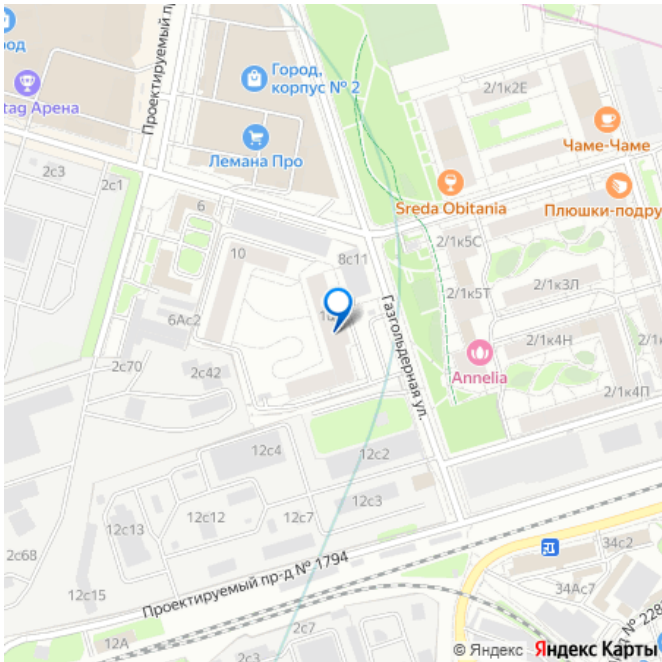 2/1к2Е
Город,
корпус № 2
род
tag Арена
Проектируемый пр
Чаме-Чаме
Лемана Про
2с3
2с1
Sreda Obitania
Плюшки-подру
6
2/1к5С
10
8с11
2/1к5Т
2/1к3Л
6Ас2
Газгольдерная ул.
2/1к4Н
Annelia
2с70
2с42
2/1к4П
12с4
12с2
12с3
12с13
12с12
12с7
2с68
34с2
Проектируемый пр-д № 1794
34Ас7
12с15
12А
2с7
2с3
© Яндекс Яндекс Карты